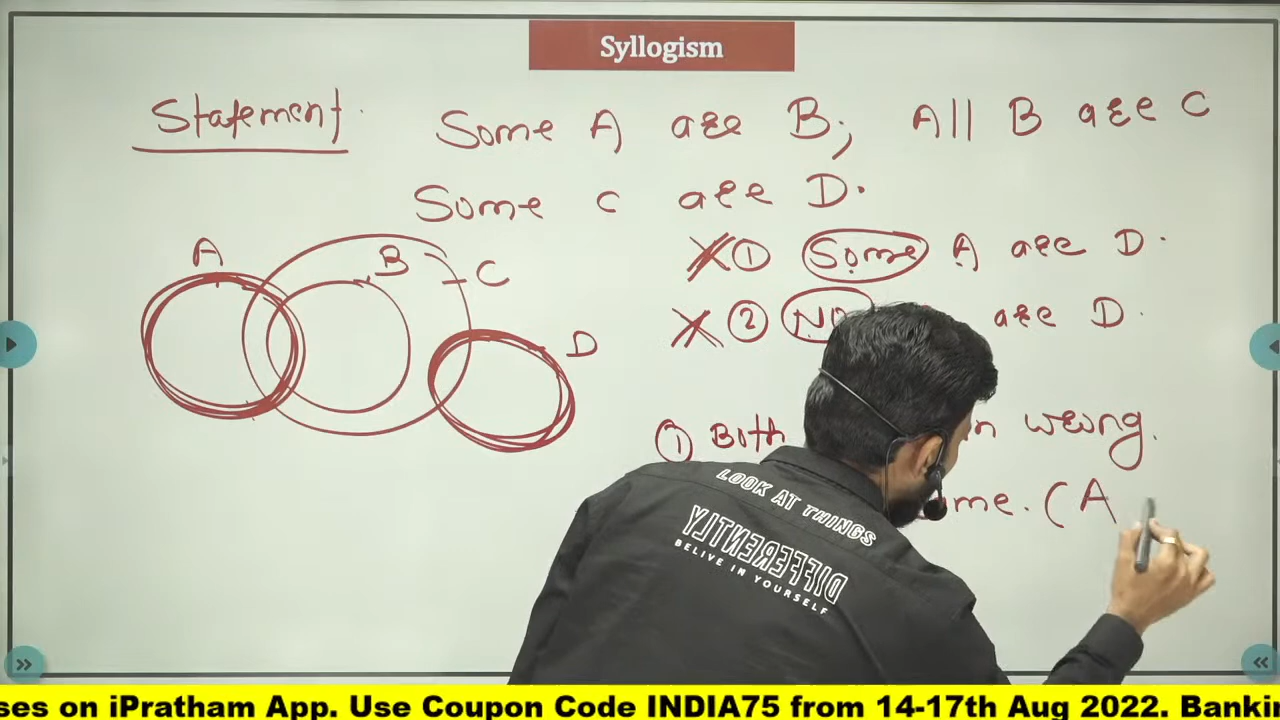 Syllogism
Statement Some A are B; All B are C
Some C are D.
A B C D
① Some A are D.
② NO are D.
① Both wrong.
(A
LOOK AT THINGS
DIFFERENTLY
BELIVE IN YOURSELF
ses on iPratham App. Use Coupon Code INDIA75 from 14-17th Aug 2022. Bankin